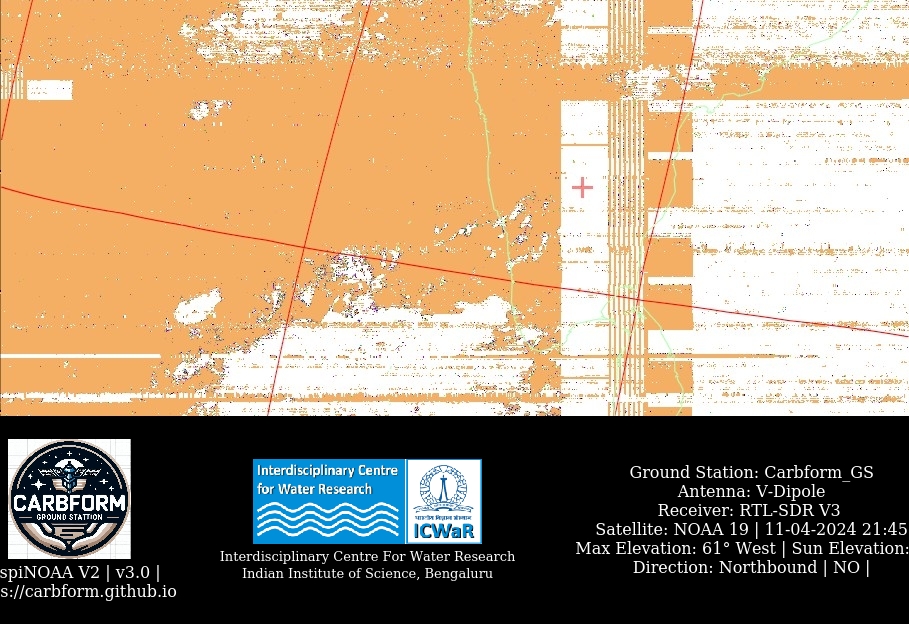 CARBFORM
GROUND STATION
spiNOAA V2 | v3.0 |
s://carbform.github.io
Interdisciplinary Centre
for Water Research
ICWaR
Interdisciplinary Centre For Water Research
Indian Institute of Science, Bengaluru
Ground Station: Carbform_GS
Antenna: V-Dipole
Receiver: RTL-SDR V3
Satellite: NOAA 19 | 11-04-2024 21:45
Max Elevation: 61° West | Sun Elevation:
Direction: Northbound | NO |